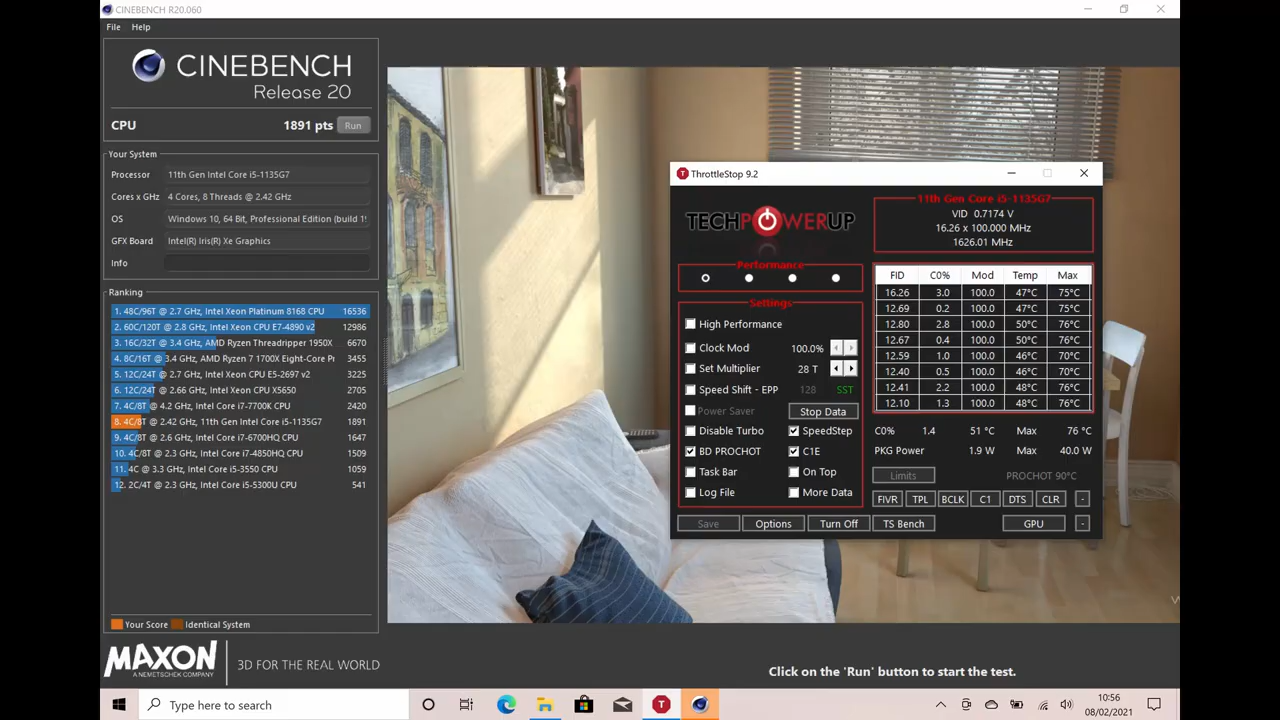 CINEBENCH R20.060
File Help
CINEBENCH
Release 20
CPU 1891 pts Run
Your System
Processor 11th Gen Intel Core i5-1135G7
Cores x GHz 4 Cores, 8 Threads @ 2.42 GHz
OS Windows 10, 64 Bit, Professional Edition (build 1
GFX Board Intel(R) Iris(R) Xe Graphics
Info
Ranking
1. 48C/96T @ 2.7 GHz, Intel Xeon Platinum 8168 CPU 16536
2. 60C/120T @ 2.8 GHz, Intel Xeon CPU E7-4890 v2 12986
3. 16C/32T @ 3.4 GHz, AMD Ryzen Threadripper 1950X 6670
4. 8C/16T @ 3.4 GHz, AMD Ryzen 7 1700X Eight-Core Pr 3455
5. 12C/24T @ 2.7 GHz, Intel Xeon CPU E5-2697 v2 3225
6. 12C/24T @ 2.66 GHz, Intel Xeon CPU X5650 2705
7. 4C/8T @ 4.2 GHz, Intel Core i7-7700K CPU 2420
8. 4C/8T @ 2.42 GHz, 11th Gen Intel Core i5-1135G7 1891
9. 4C/8T @ 2.6 GHz, Intel Core i7-6700HQ CPU 1647
10. 4C/8T @ 2.3 GHz, Intel Core i7-4850HQ CPU 1509
11. 4C @ 3.3 GHz, Intel Core i5-3550 CPU 1059
12. 2C/4T @ 2.3 GHz, Intel Core i5-5300U CPU 541
Your Score Identical System
MAXON
A NEMETSCHEK COMPANY
3D FOR THE REAL WORLD
Click on the 'Run' button to start the test.
ThrottleStop 9.2
TECHPOWERUP
Performance
Settings
High Performance
Clock Mod 100.0%
Set Multiplier 28 T
Speed Shift - EPP 128 SST
Power Saver Stop Data
Disable Turbo SpeedStep
BD PROCHOT C1E
Task Bar On Top
Log File More Data
Save Options Turn Off TS Bench
11th Gen Core i5-1135G7
VID 0.7174 V
16.26 x 100.000 MHz
1626.01 MHz
FID C0% Mod Temp Max
16.26 3.0 100.0 47°C 75°C
12.69 0.2 100.0 47°C 75°C
12.80 2.8 100.0 50°C 76°C
12.67 0.4 100.0 50°C 76°C
12.59 1.0 100.0 46°C 70°C
12.40 0.5 100.0 46°C 70°C
12.41 2.2 100.0 48°C 76°C
12.10 1.3 100.0 48°C 76°C
C0% 1.4 51 °C Max 76 °C
PKG Power 1.9 W Max 40.0 W
Limits PROCHOT 90°C
FIVR TPL BCLK C1 DTS CLR -
GPU -
Type here to search
10:56
08/02/2021